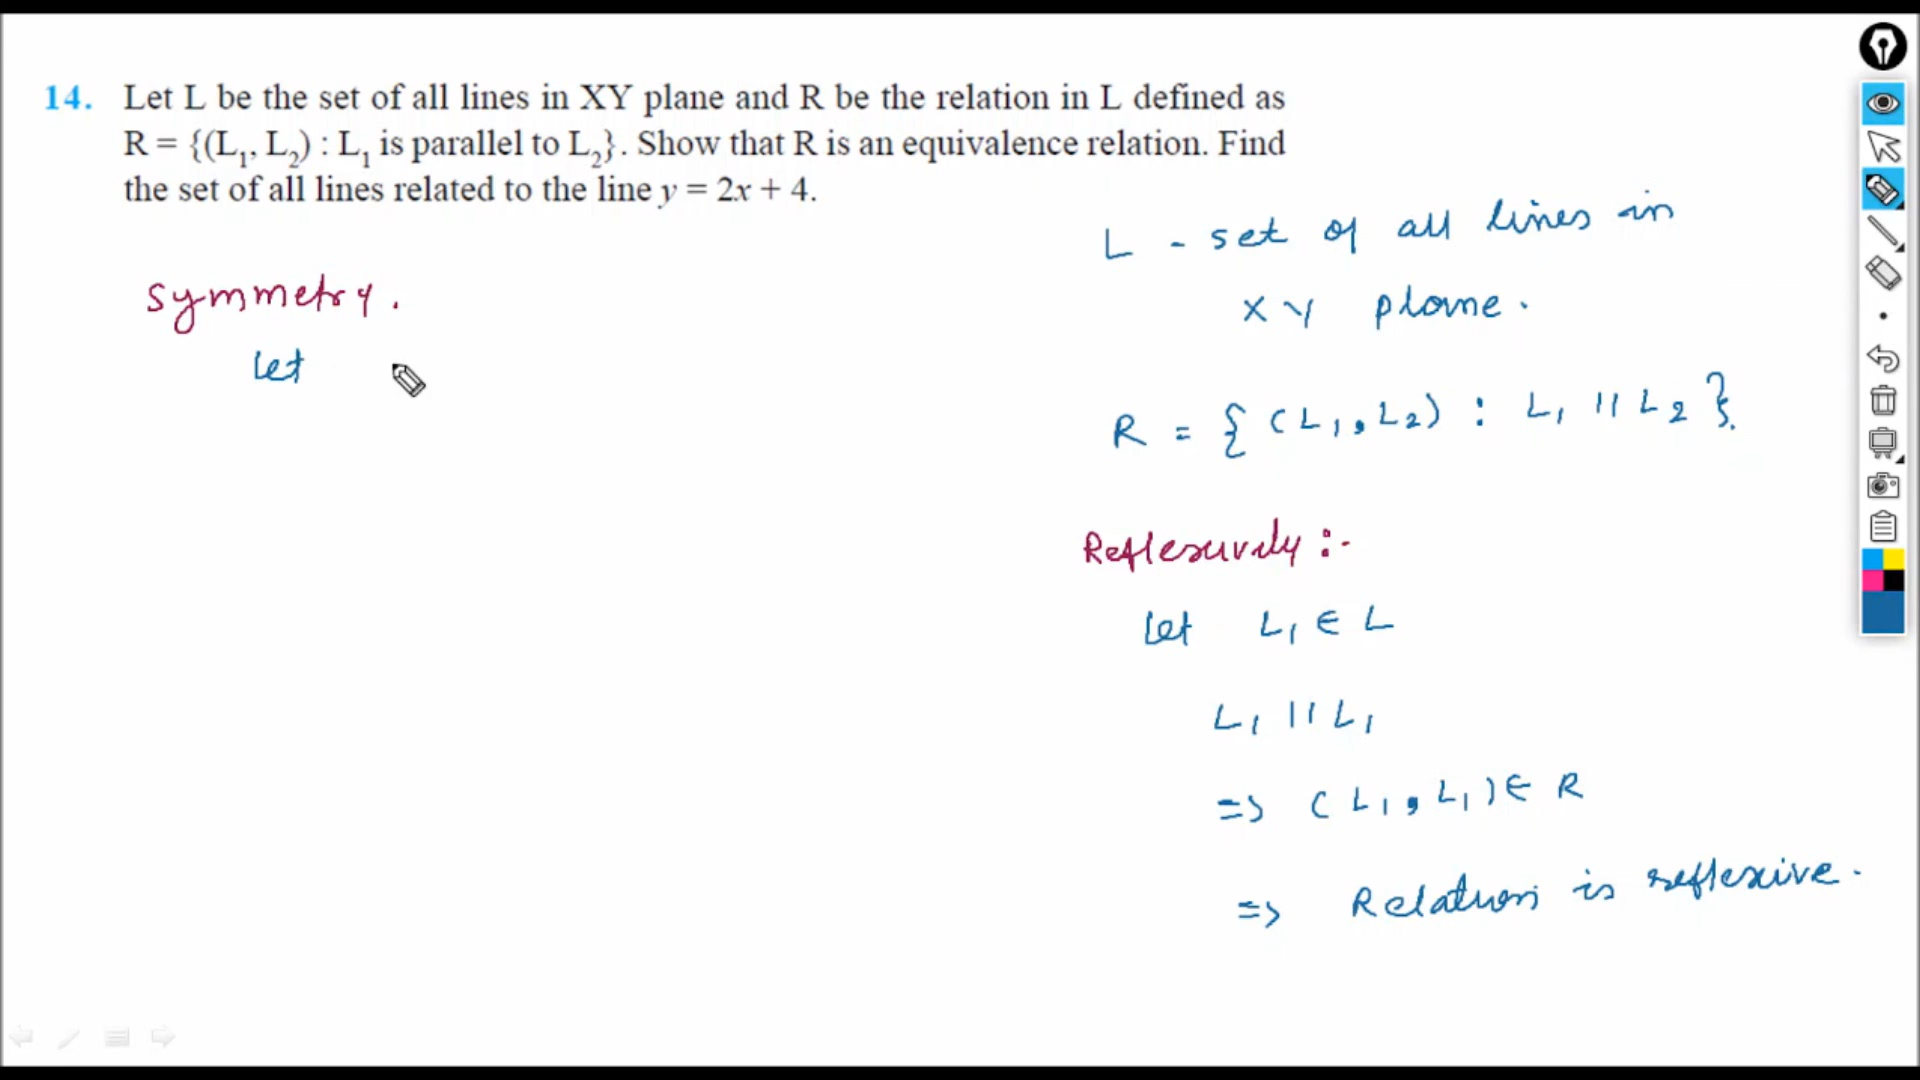 14. Let L be the set of all lines in XY plane and R be the relation in L defined as
R = {(L₁, L₂) : L₁ is parallel to L₂}. Show that R is an equivalence relation. Find
the set of all lines related to the line y = 2x + 4.
L - set of all lines in
XY plane.
R = { (L₁, L₂) : L₁ || L₂ }.
Reflexivity :-
Let L₁ ∈ L
L₁ || L₁
=> (L₁, L₁) ∈ R
=> Relation is reflexive.
Symmetry.
Let